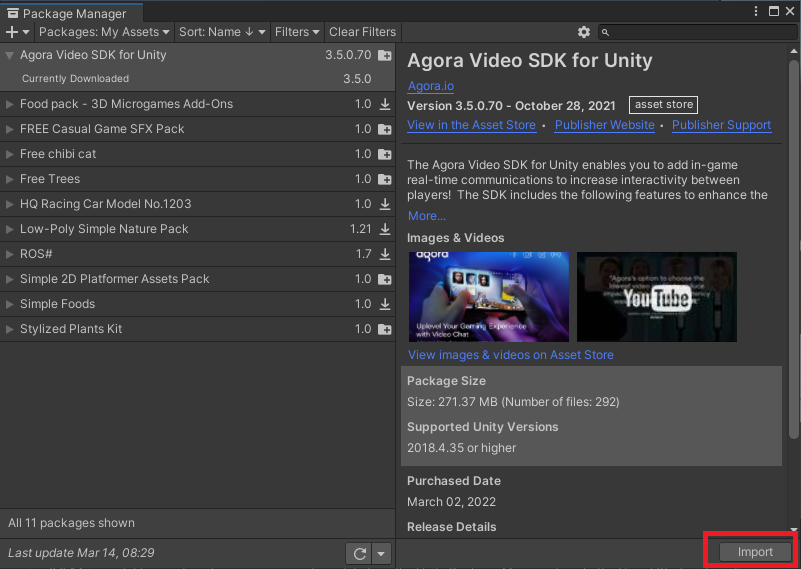 Package Manager
Packages: My Assets Sort: Name Filters Clear Filters
Agora Video SDK for Unity 3.5.0.70
Currently Downloaded 3.5.0
Food pack - 3D Microgames Add-Ons 1.0
FREE Casual Game SFX Pack 1.0
Free chibi cat 1.0
Free Trees 1.0
HQ Racing Car Model No.1203 1.0
Low-Poly Simple Nature Pack 1.21
ROS# 1.7
Simple 2D Platformer Assets Pack 1.0
Simple Foods 1.0
Stylized Plants Kit 1.0
All 11 packages shown
Last update Mar 14, 08:29
Agora Video SDK for Unity
Agora.io
Version 3.5.0.70 - October 28, 2021 asset store
View in the Asset Store • Publisher Website • Publisher Support
The Agora Video SDK for Unity enables you to add in-game
real-time communications to increase interactivity between
players! The SDK includes the following features to enhance the
More...
Images & Videos
agora
Uplevel Your Gaming Experience
with Video Chat
"Agora's option to choose the
YouTube
View images & videos on Asset Store
Package Size
Size: 271.37 MB (Number of files: 292)
Supported Unity Versions
2018.4.35 or higher
Purchased Date
March 02, 2022
Release Details
Import